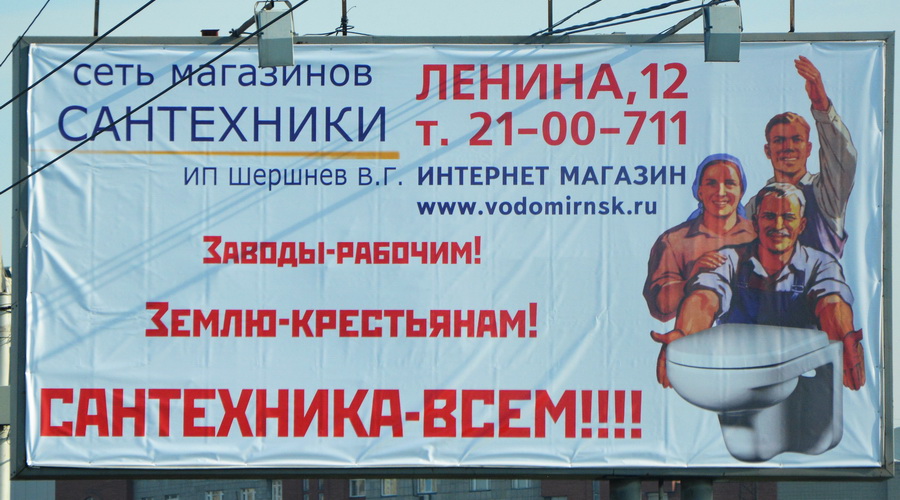 сеть магазинов
САНТЕХНИКИ
ИП Шершнев В.Г.
ЛЕНИНА,12
т. 21-00-711
ИНТЕРНЕТ МАГАЗИН
www.vodomirnsk.ru
Заводы-рабочим!
Землю-крестьянам!
САНТЕХНИКА-ВСЕМ!!!!